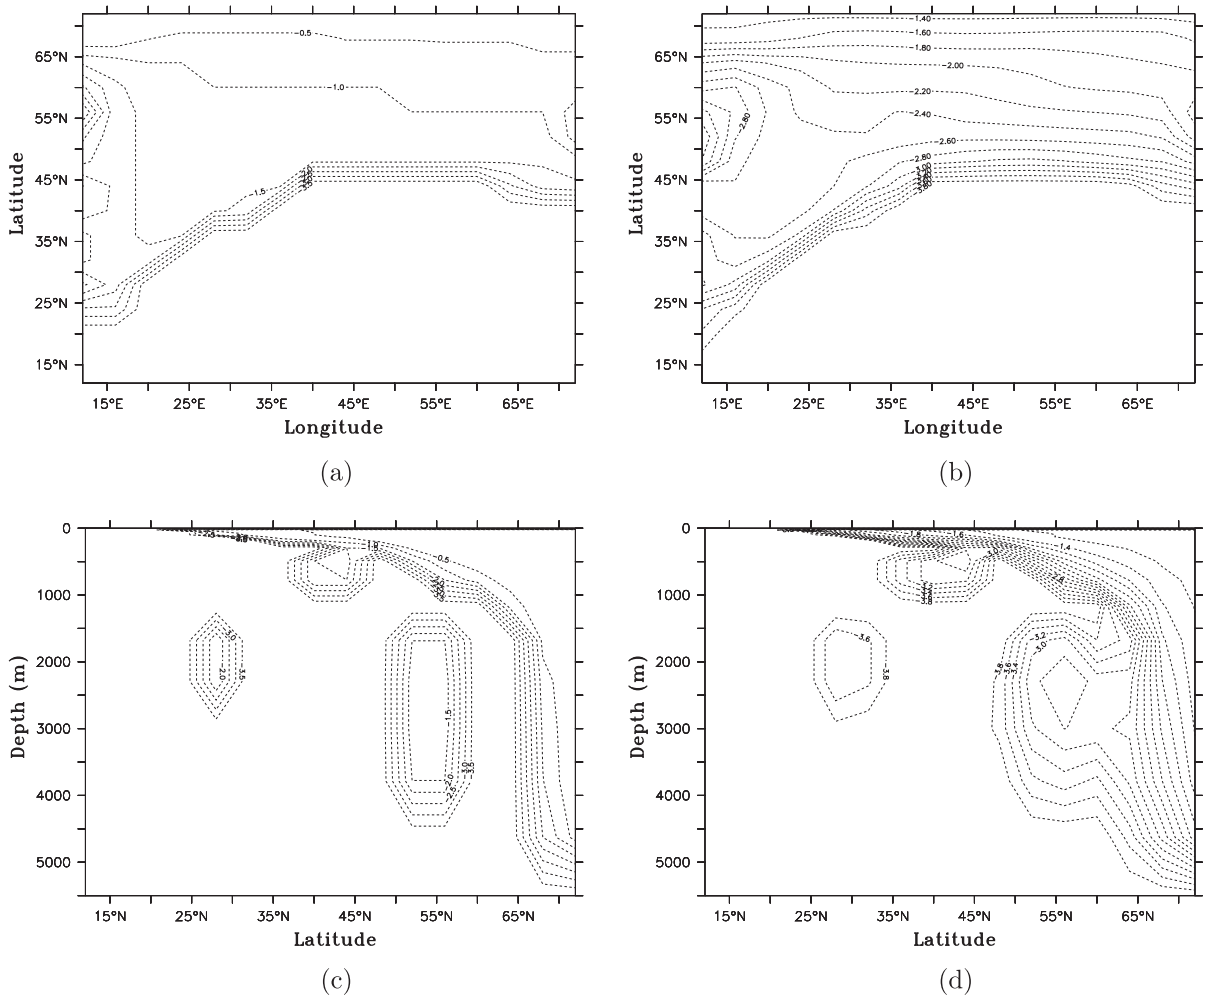 -0.5
-1.0
-1.5
65°N
55°N
45°N
35°N
25°N
15°N
Latitude
15°E 25°E 35°E 45°E 55°E 65°E
Longitude
(a)
-1.40
-1.60
-1.80
-2.00
-2.20
-2.40
-2.60
-2.80
-2.80
65°N
55°N
45°N
35°N
25°N
15°N
Latitude
15°E 25°E 35°E 45°E 55°E 65°E
Longitude
(b)
0
1000
2000
3000
4000
5000
Depth (m)
-1.0
-0.5
-3.0
-2.0
-3.5
-1.5
-2.0
-2.5
15°N 25°N 35°N 45°N 55°N 65°N
Latitude
(c)
0
1000
2000
3000
4000
5000
Depth (m)
-1.6
-1.4
-3.0
-3.8
-3.6
-3.8
-3.2
-3.0
-3.8
-3.6
-3.4
15°N 25°N 35°N 45°N 55°N 65°N
Latitude
(d)